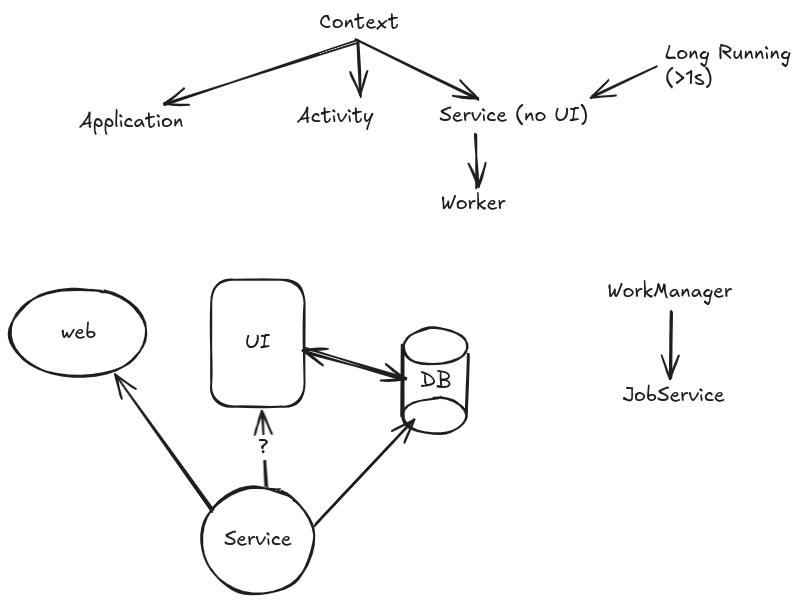 Context
Long Running
(>1s)
Application
Activity
Service (no UI)
Worker
WorkManager
web
UI
DB
JobService
?
Service